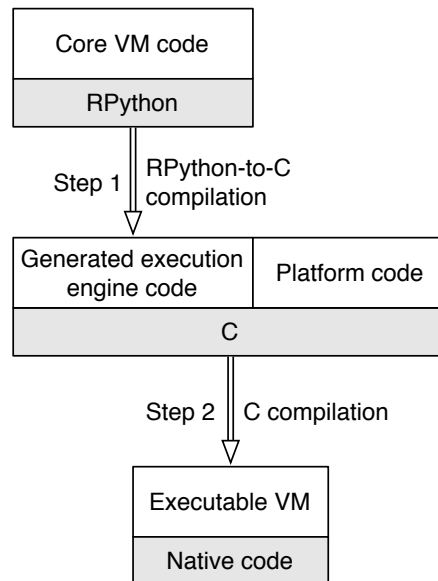 Core VM code
RPython
Step 1
RPython-to-C
compilation
Generated execution
engine code
Platform code
C
Step 2
C compilation
Executable VM
Native code